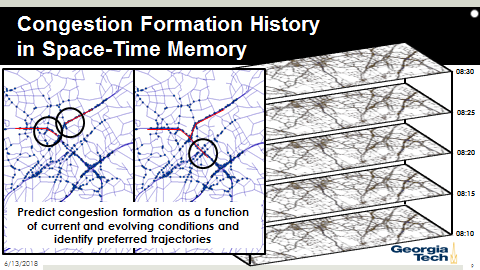 Congestion Formation History
in Space-Time Memory
08:30
08:25
08:20
08:15
08:10
Predict congestion formation as a function
of current and evolving conditions and
identify preferred trajectories
Georgia
Tech
6/13/2018
9